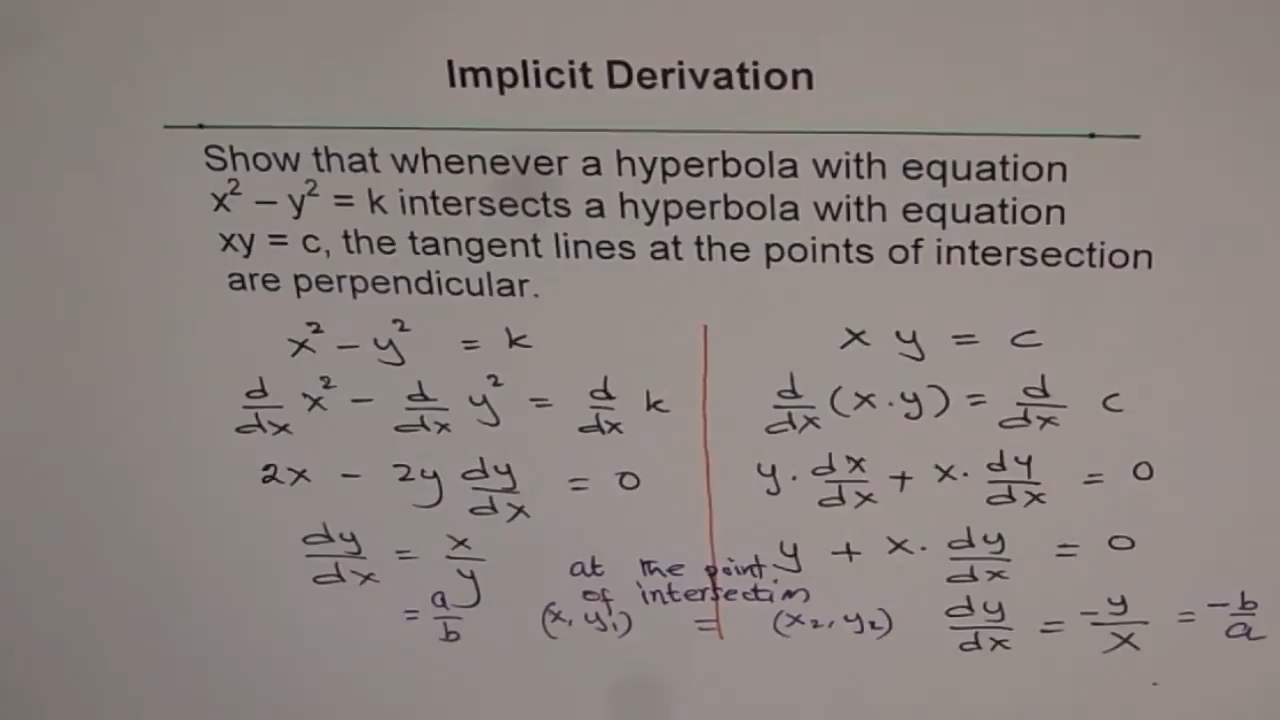 Implicit Derivation
Show that whenever a hyperbola with equation
x² – y² = k intersects a hyperbola with equation
xy = c, the tangent lines at the points of intersection
are perpendicular.
x² - y² = k
d/dx x² - d/dx y² = d/dx k
2x - 2y dy/dx = 0
dy/dx = x/y
= a/b
at the point
of intersection
(x, y₁) = (x₂, y₂)
x y = c
d/dx (x·y) = d/dx c
y · dx/dx + x · dy/dx = 0
y + x · dy/dx = 0
dy/dx = -y/x = -b/a